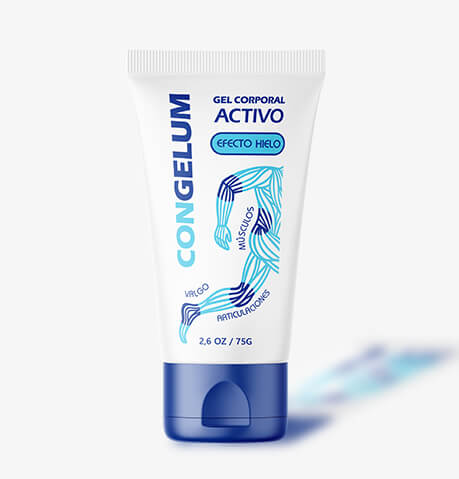 CONGELUM
GEL CORPORAL
ACTIVO
EFECTO HIELO
MÚSCULOS
VALGO
ARTICULACIONES
2,6 OZ / 75G